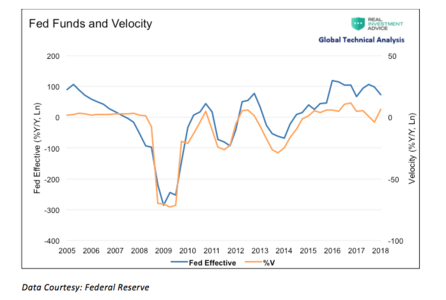 Fed Funds and Velocity
REAL
INVESTMENT
ADVICE
Global Technical Analysis
200
50
100
0
0
-100
-50
-200
-300
-400
-100
Fed Effective (%Y/Y, Ln)
Velocity (%Y/Y, Ln)
2005 2006 2007 2008 2009 2010 2011 2012 2013 2014 2015 2016 2017 2018
Fed Effective %V
Data Courtesy: Federal Reserve